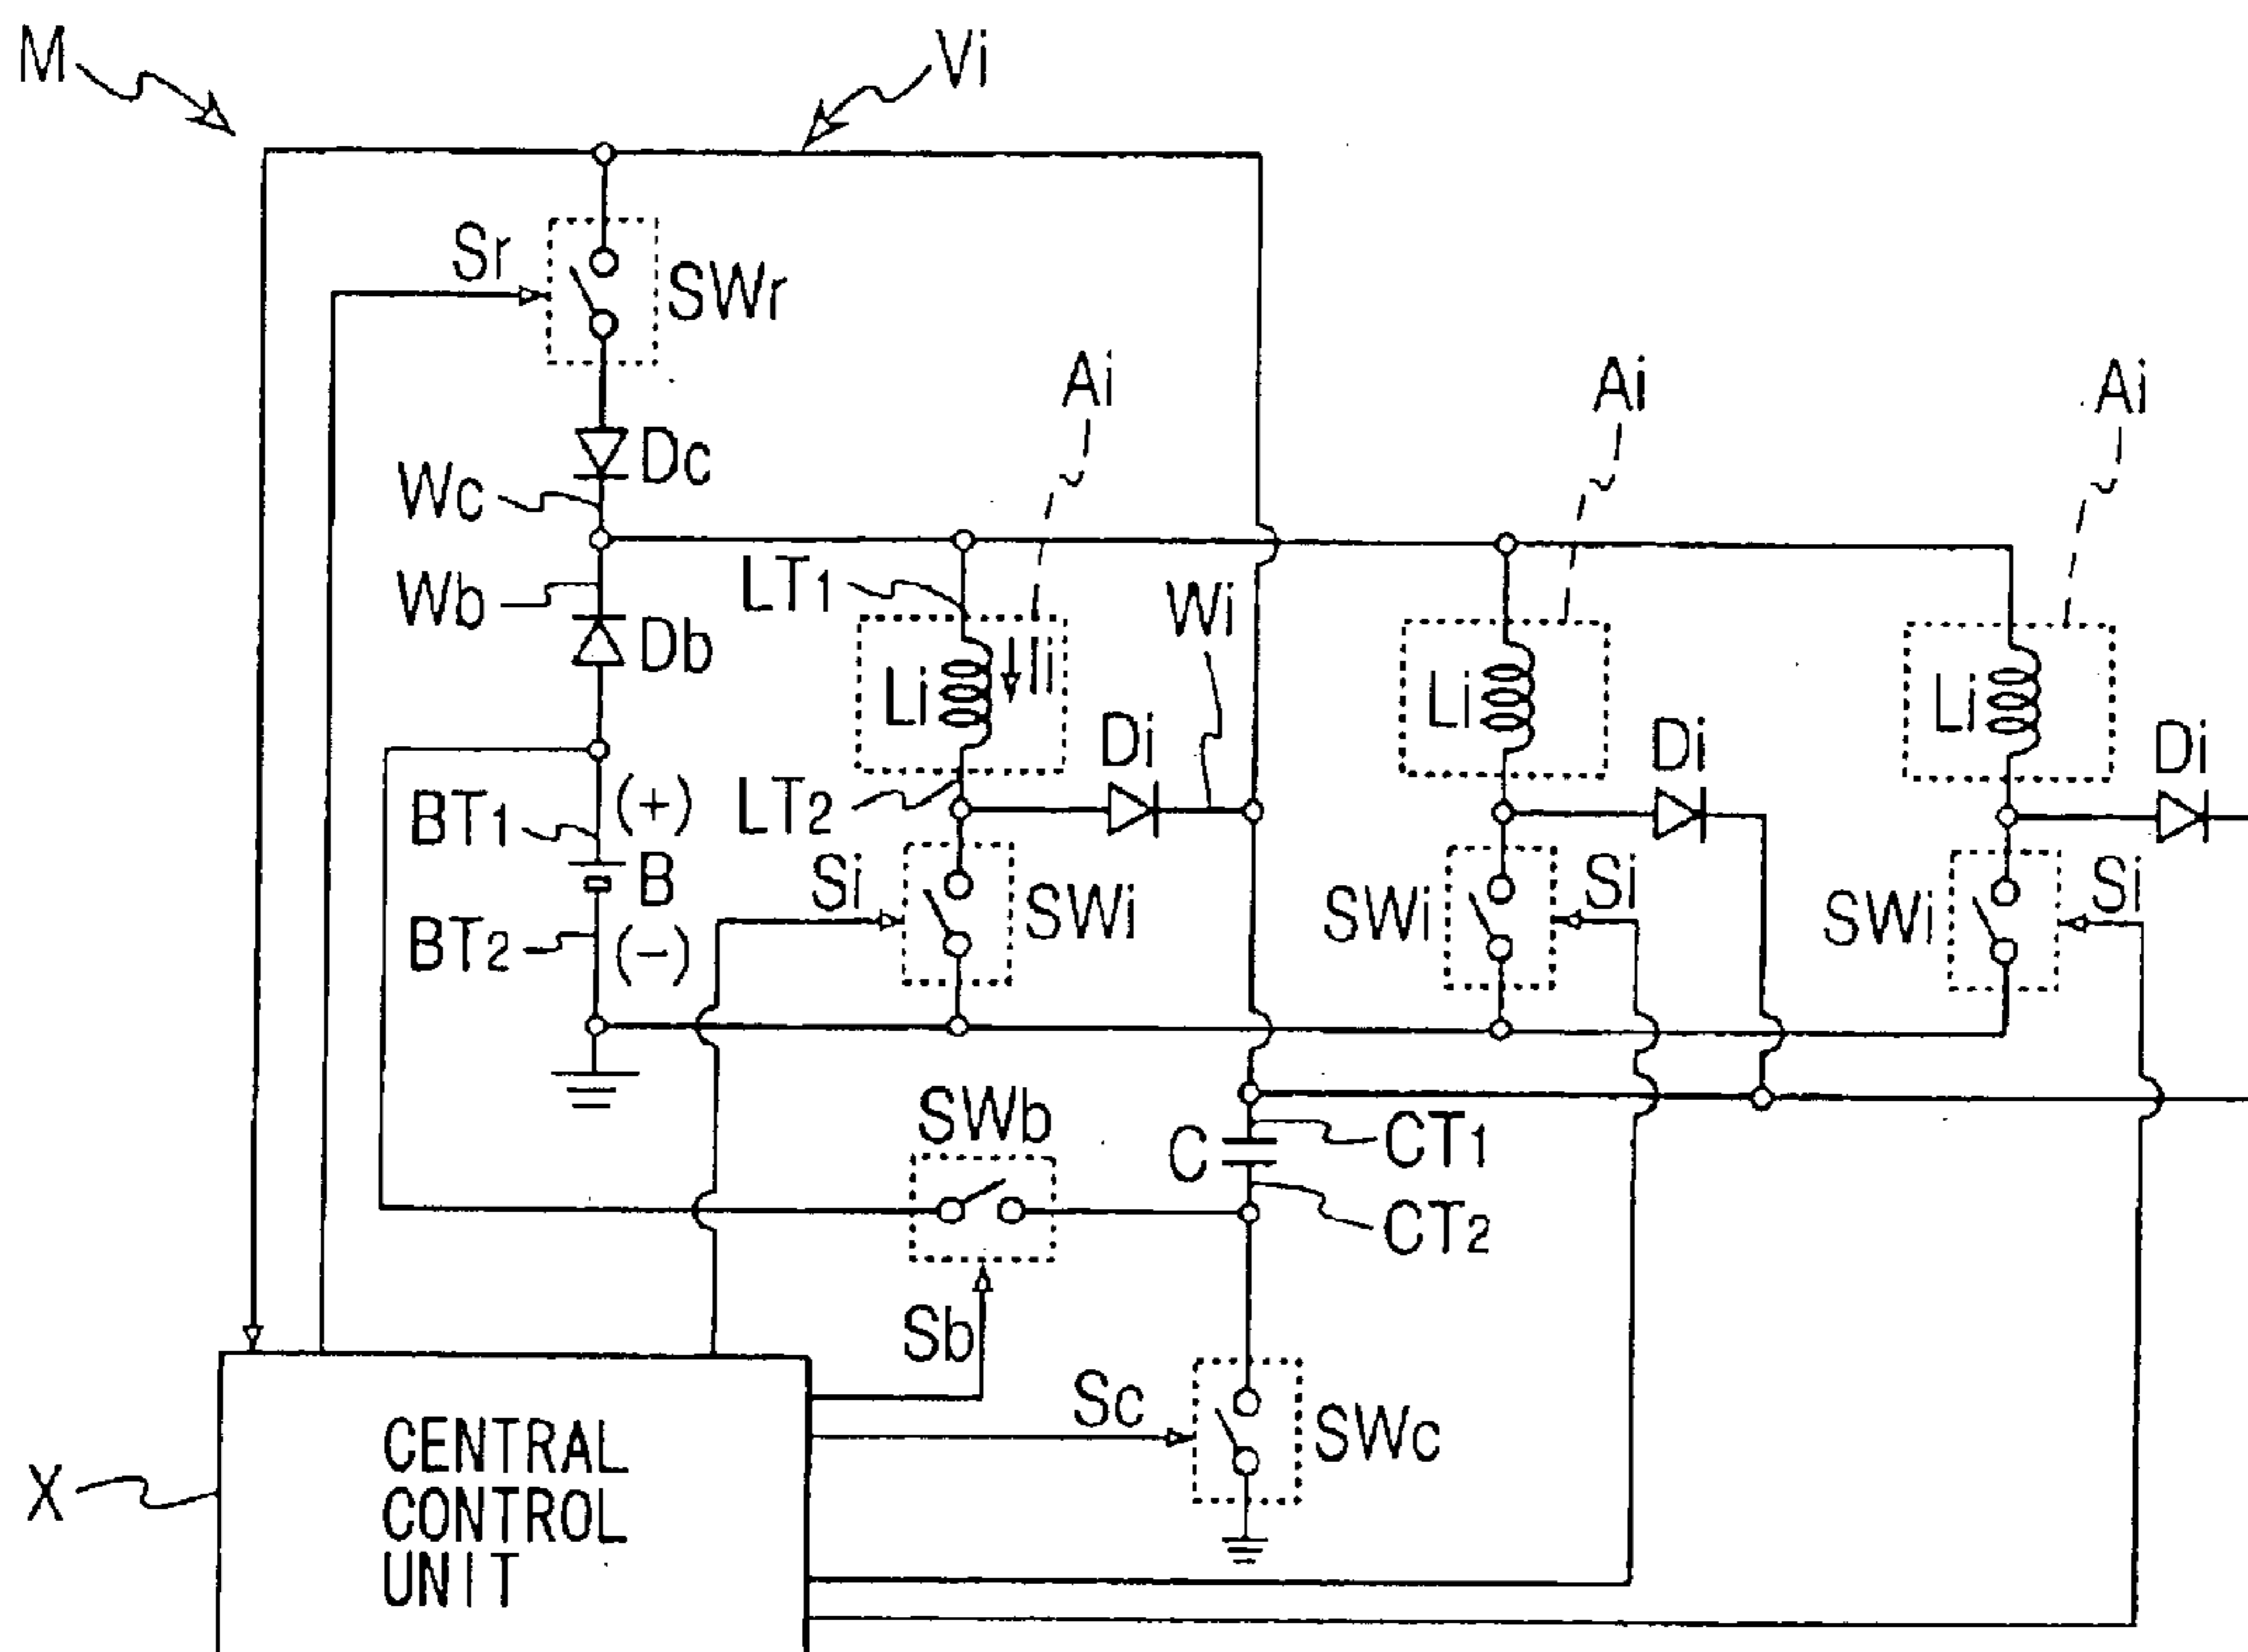 M
Vi
Sr
SWr
Ai
Ai
Ai
Dc
Wc
Wb
LT1
Wi
Db
Li
Ii
Li
Li
Di
Di
Di
BT1
(+)
LT2
B
Si
SWi
SWi
Si
SWi
Si
BT2
(-)
SWb
C
CT1
CT2
Sb
Sc
SWc
X
CENTRAL
CONTROL
UNIT